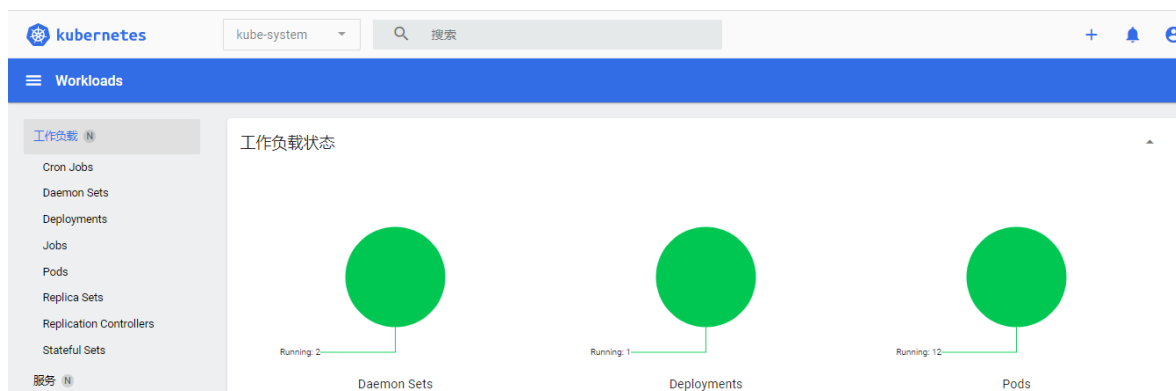 kubernetes
kube-system
搜索
Workloads
工作负载 N
Cron Jobs
Daemon Sets
Deployments
Jobs
Pods
Replica Sets
Replication Controllers
Stateful Sets
服务 N
工作负载状态
Running: 2
Daemon Sets
Running: 1
Deployments
Running: 12
Pods